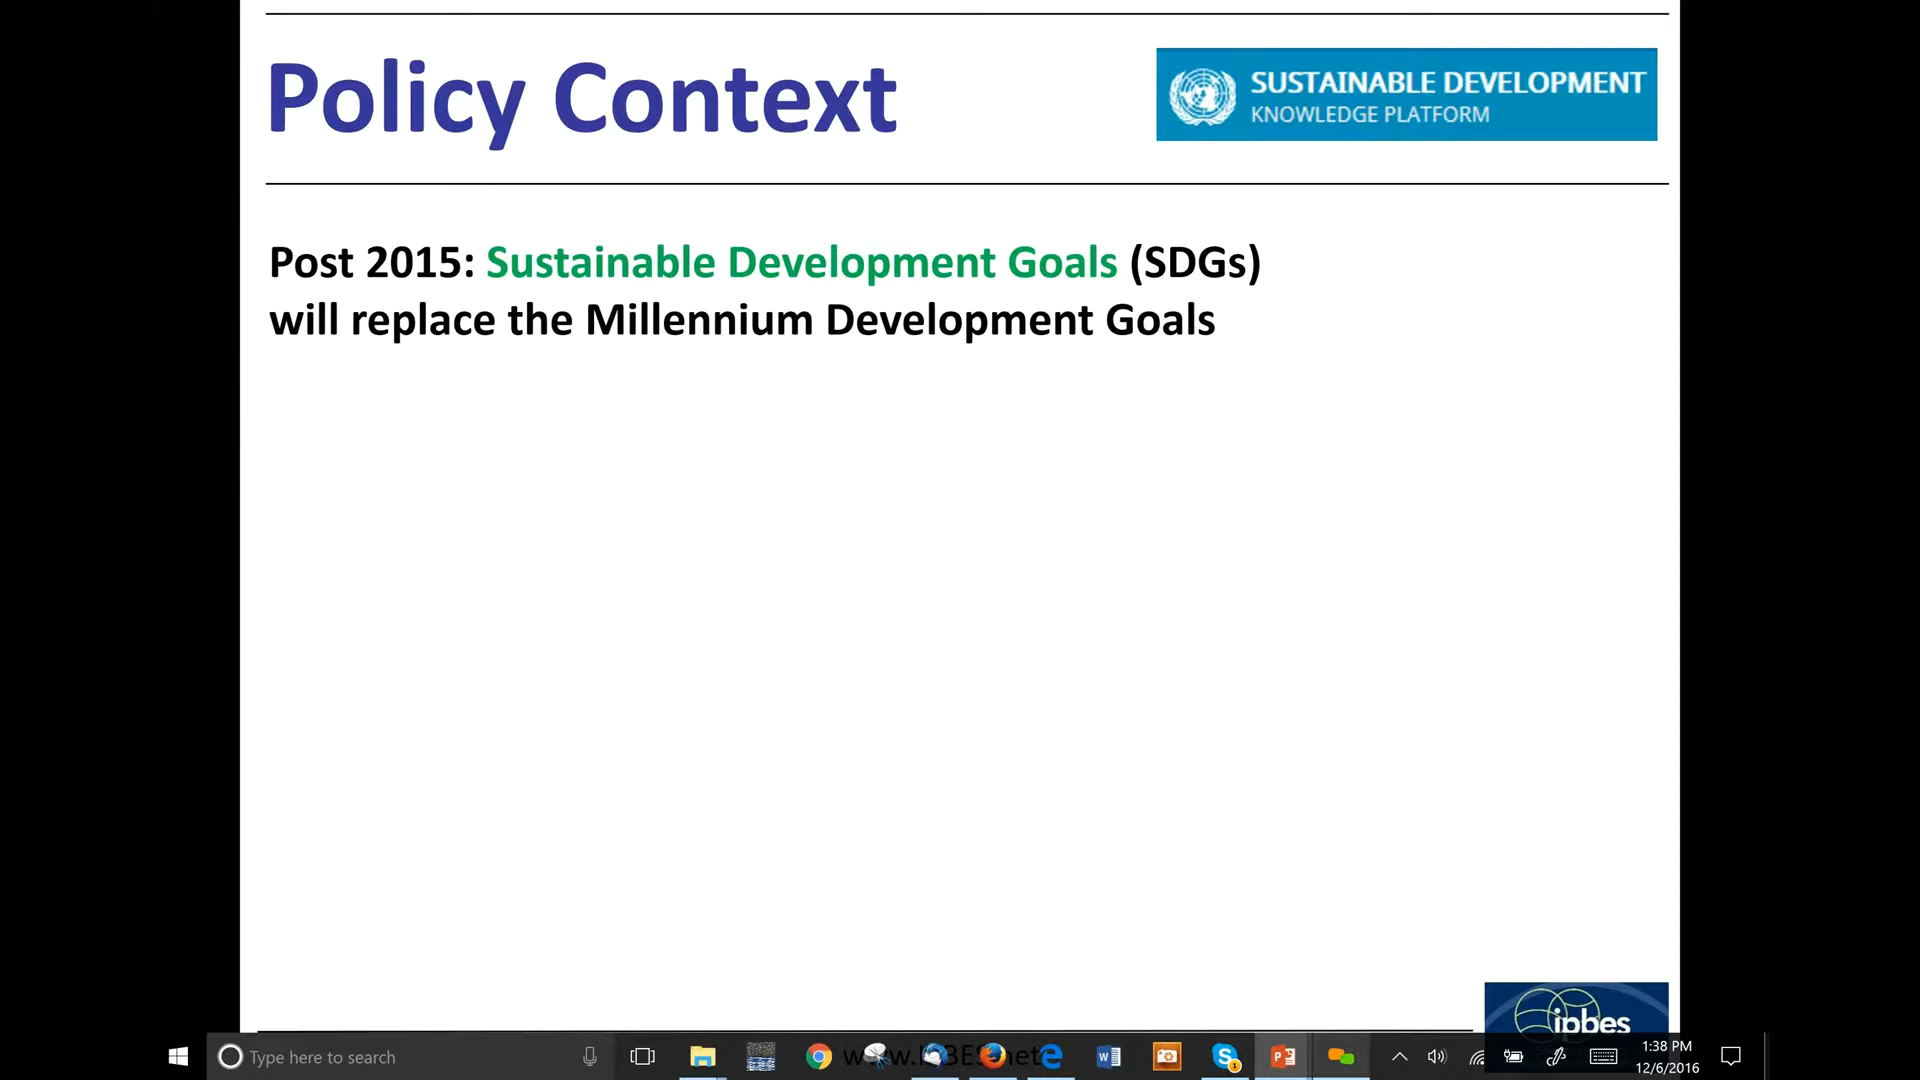 Policy Context
SUSTAINABLE DEVELOPMENT
KNOWLEDGE PLATFORM
Post 2015: Sustainable Development Goals (SDGs)
will replace the Millennium Development Goals
ipbes
Type here to search
1:38 PM
12/6/2016